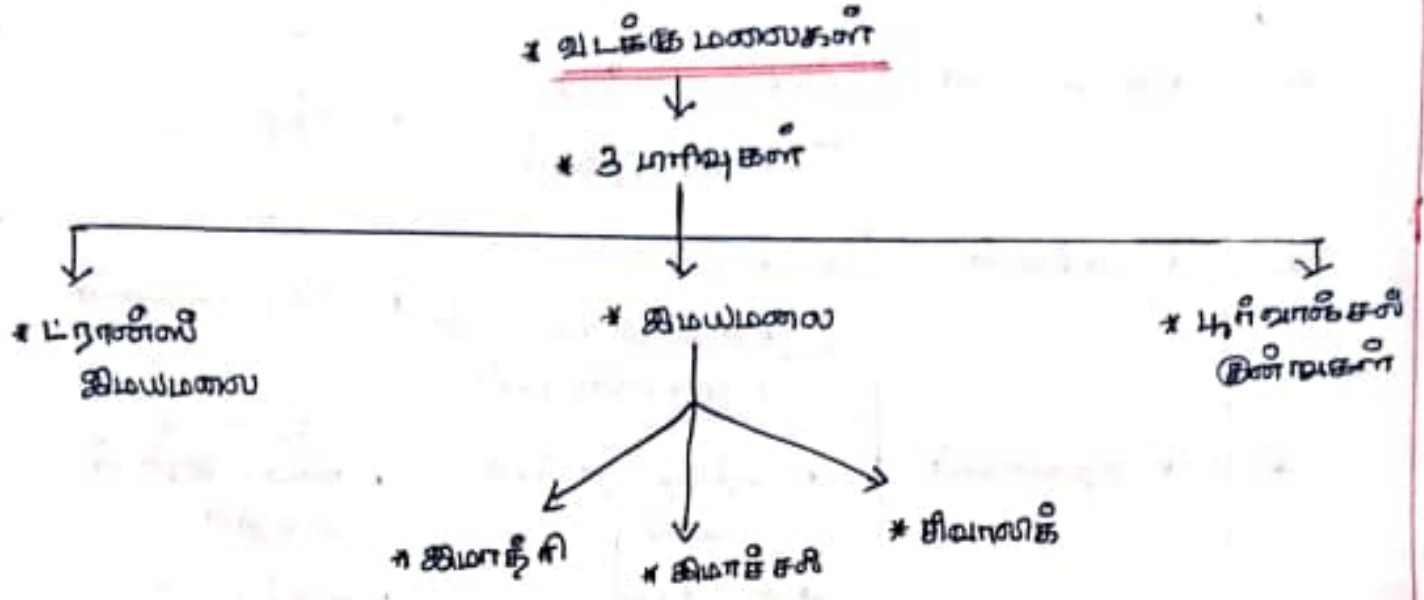 * வடக்கு மலைகள்
* 3 பிரிவுகள்
* ட்ரான்ஸ்
இமயமலை
* இமயமலை
* பூர்வாஞ்சல்
குன்றுகள்
* இமாத்ரி
* இமாச்சல்
* சிவாலிக்